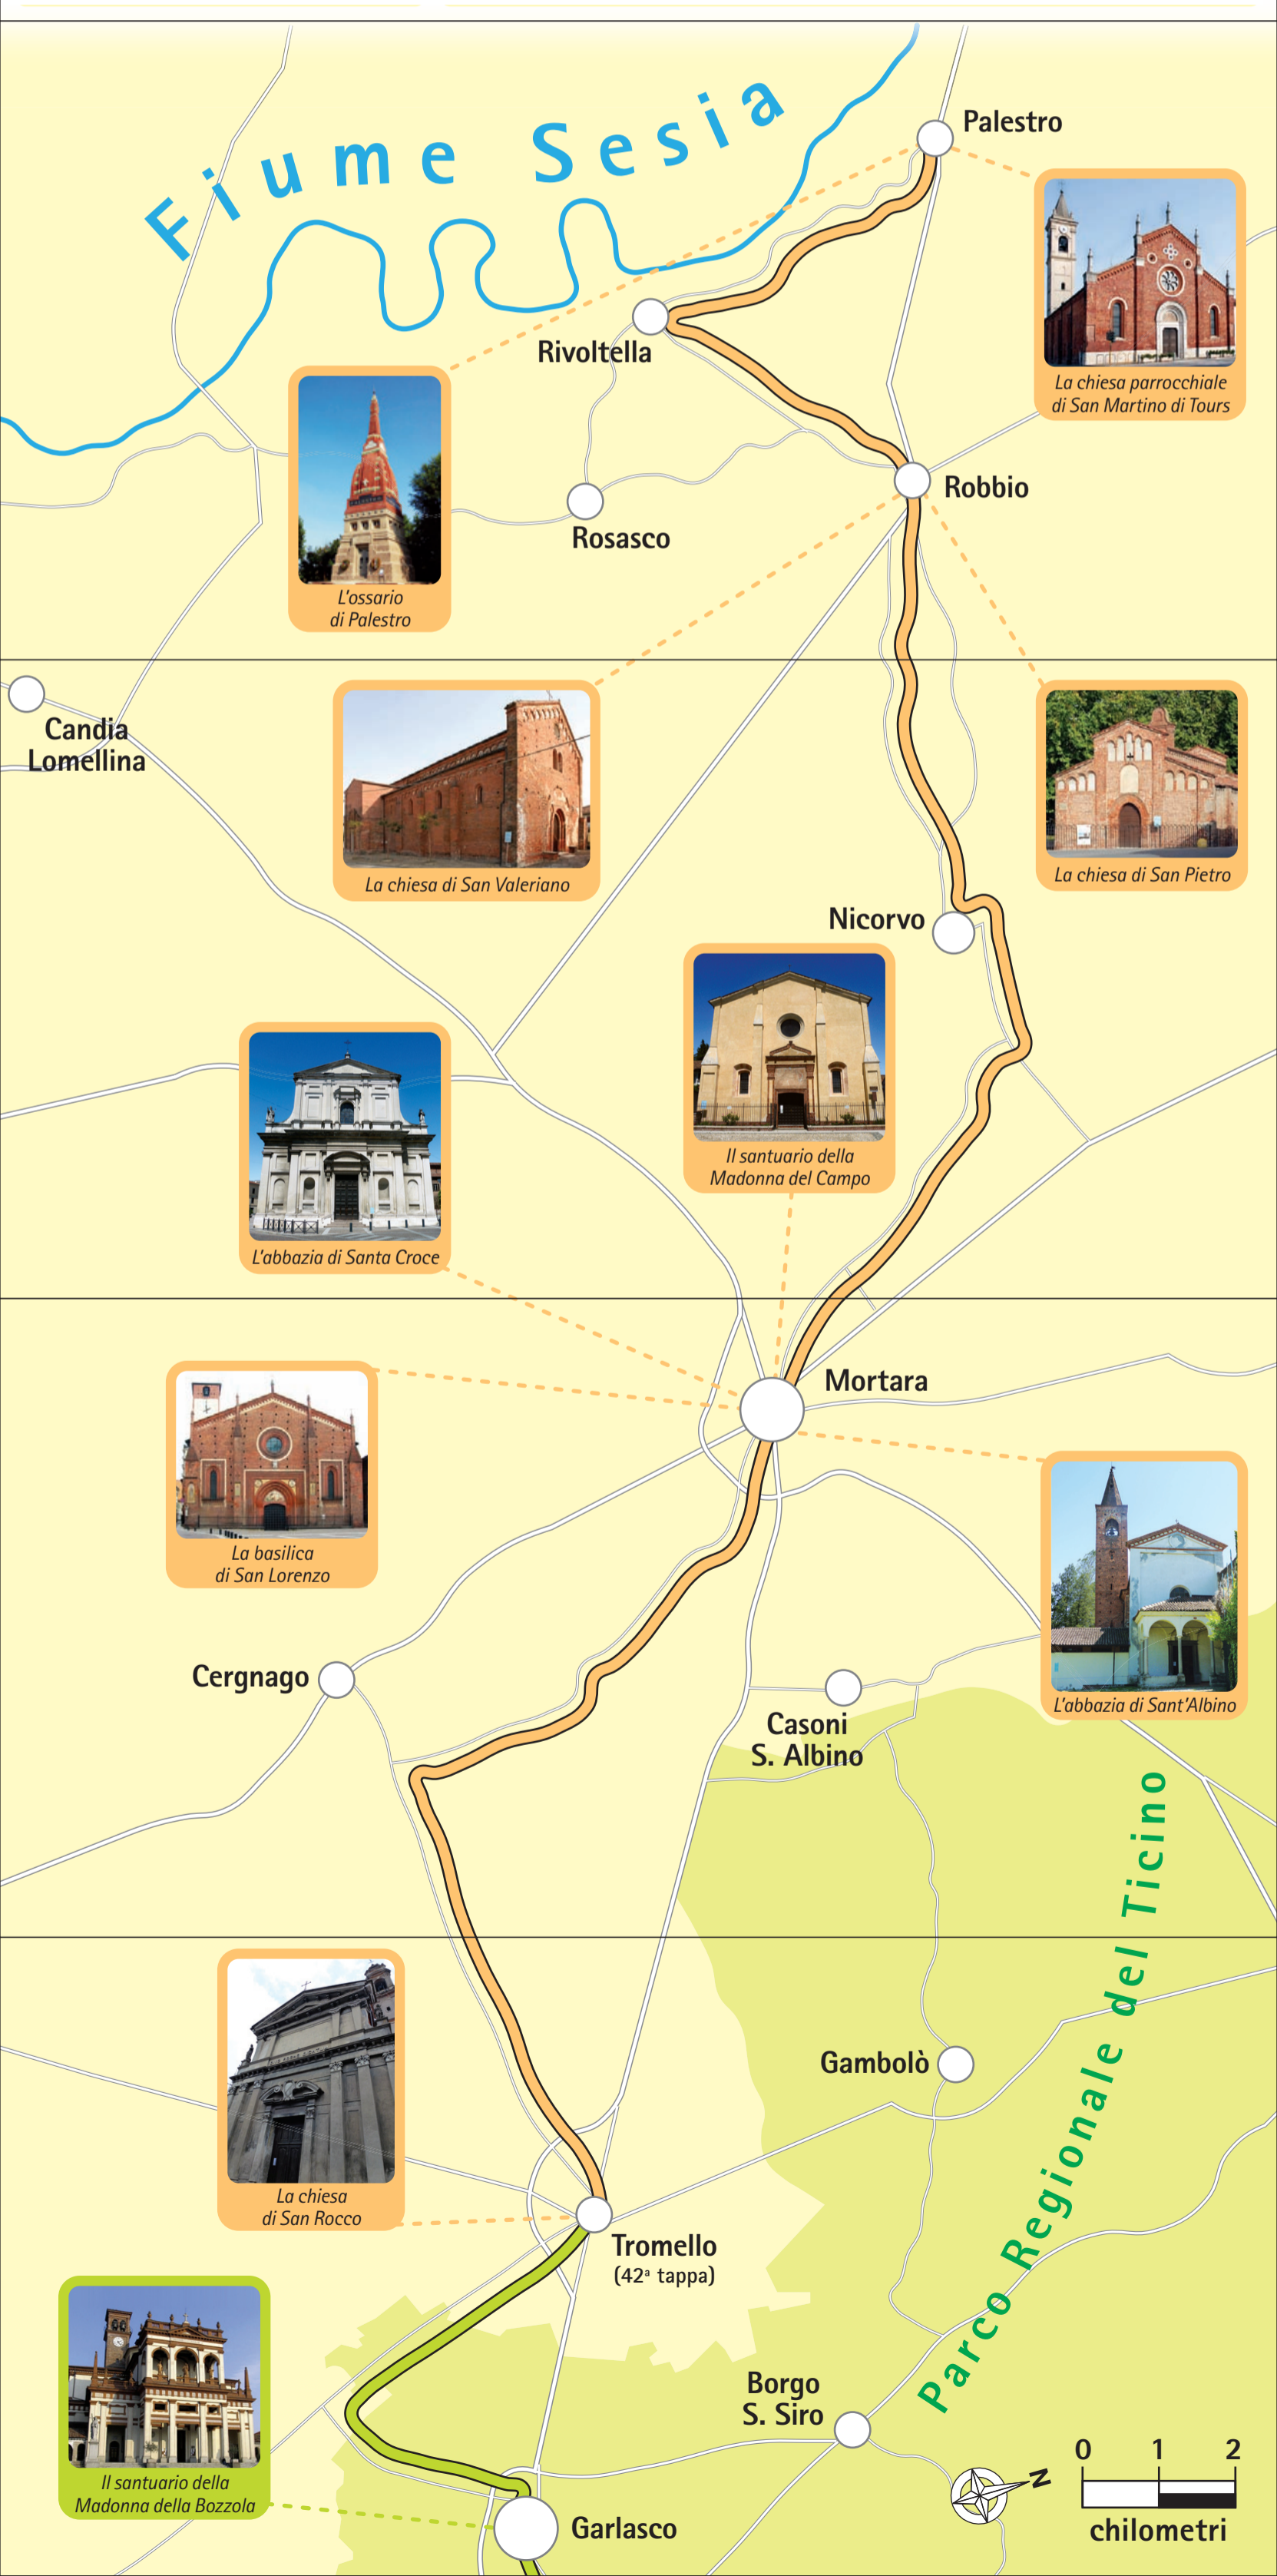 Fiume Sesia
Palestro
La chiesa parrocchiale
di San Martino di Tours
Rivoltella
L'ossario
di Palestro
Robbio
Rosasco
Candia
Lomellina
La chiesa di San Valeriano
La chiesa di San Pietro
Nicorvo
Il santuario della
Madonna del Campo
L'abbazia di Santa Croce
Mortara
La basilica
di San Lorenzo
L'abbazia di Sant'Albino
Cergnago
Casoni
S. Albino
Parco Regionale del Ticino
Gambolò
La chiesa
di San Rocco
Tromello
(42ª tappa)
Il santuario della
Madonna della Bozzola
Borgo
S. Siro
N
0 1 2
chilometri
Garlasco